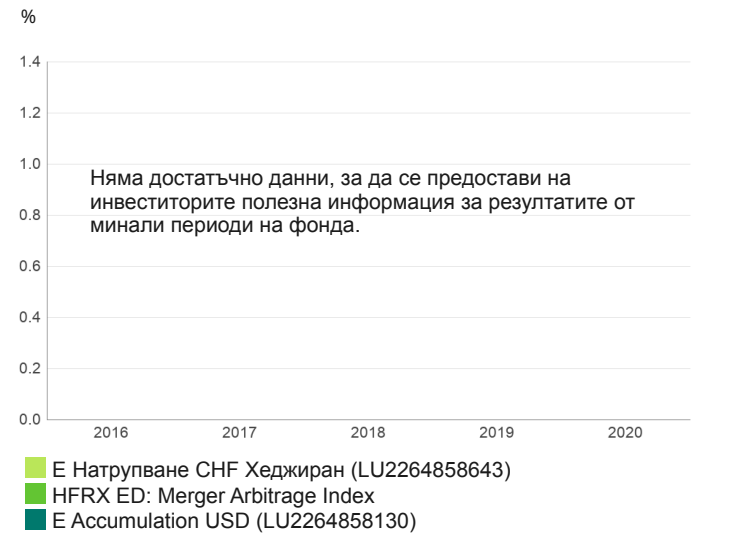 %
1.4
1.2
1.0
0.8
0.6
0.4
0.2
0.0
Няма достатъчно данни, за да се предостави на
инвеститорите полезна информация за резултатите от
минали периоди на фонда.
2016 2017 2018 2019 2020
Е Натрупване CHF Хеджиран (LU2264858643)
HFRX ED: Merger Arbitrage Index
E Accumulation USD (LU2264858130)